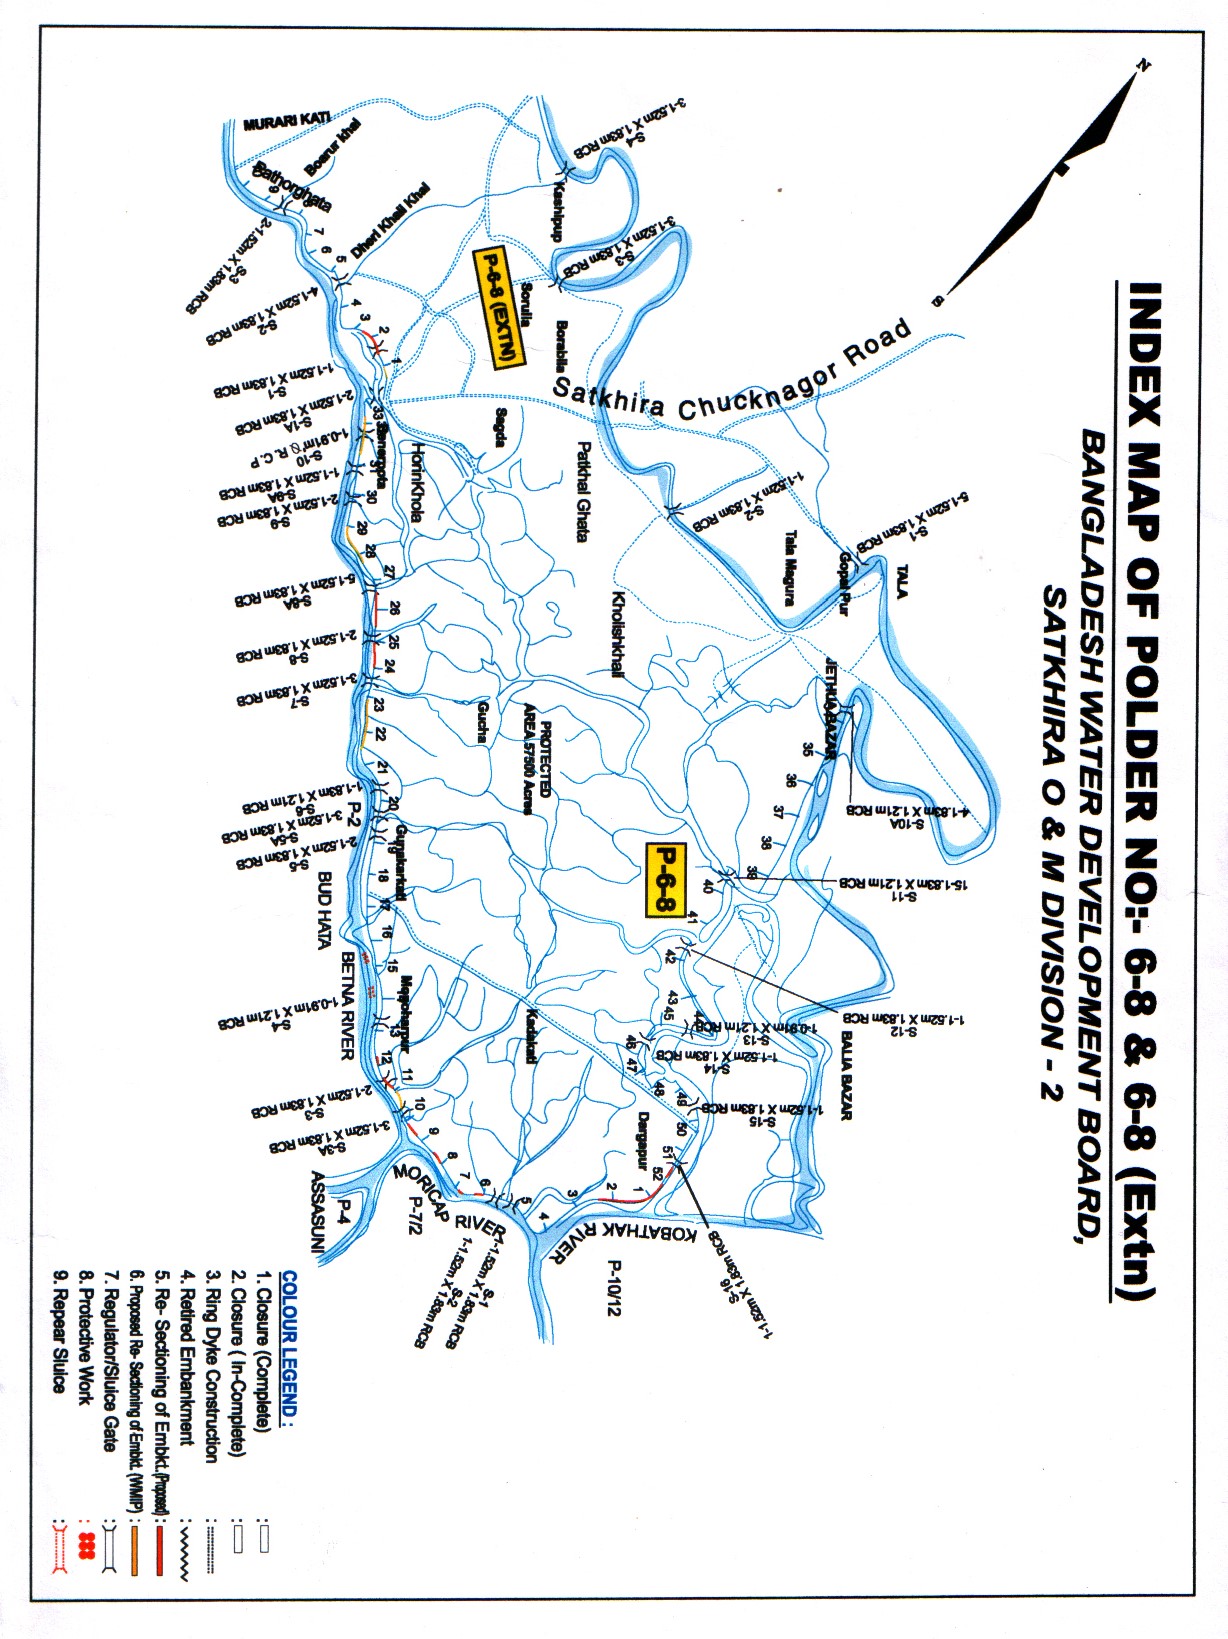 INDEX MAP OF POLDER NO:- 6-8 & 6-8 (Extn)
BANGLADESH WATER DEVELOPMENT BOARD,
SATKHIRA O & M DIVISION - 2
N
S
Satkhira Chucknagor Road
S-4
3-1.52m X 1.83m RCB
S-3
3-1.52m X 1.83m RCB
S-2
1-1.52m X 1.83m RCB
S-1
5-1.52m X 1.83m RCB
TALA
Gopal Pur
Tala Magura
JETHUA BAZAR
S-10A
4-1.83m X 1.21m RCB
S-11
15-1.83m X 1.21m RCB
S-12
1-1.52m X 1.83m RCB
BALIA BAZAR
S-13
1-0.91m X 1.21m RCB
S-14
1-1.52m X 1.83m RCB
S-15
1-1.52m X 1.83m RCB
S-16
1-1.52m X 1.83m RCB
35
36
37
38
39
40
41
42
43
45
46
47
48
49
50
51
52
1
2
3
4
5
6
7
8
9
10
11
12
13
15
16
17
18
19
20
21
22
23
24
25
26
27
28
29
30
31
33
P-6-8
P-6-8 (EXTN)
Kashipup
Sorulia
Borabila
Sagda
Patkhal Ghata
Kholishkhali
HorinKhola
Gucha
PROTECTED
AREA.57500 Acres
Kadakati
Dargapur
KOBATHAK RIVER
P-10/12
MURARI KATI
Boarur khal
Pathorghata
Dheri Khali Khal
7
6
5
4
3
2
1
S-3
2-1.52m X 1.83m RCB
S-2
4-1.52m X 1.83m RCB
S-1
1-1.52m X 1.83m RCB
S-1A
2-1.52m X 1.83m RCB
S-10
1-0.91m Ø R.C.P
S-9A
1-1.52m X 1.83m RCB
S-9
2-1.52m X 1.83m RCB
S-8A
5-1.52m X 1.83m RCB
S-8
2-1.52m X 1.83m RCB
S-7
3-1.52m X 1.83m RCB
S-6
1-1.83m X 1.21m RCB
S-5A
3-1.52m X 1.83m RCB
S-5
2-1.52m X 1.83m RCB
P-2
Gunakarkati
BUD HATA
BETNA RIVER
S-4
1-0.91m X 1.21m RCB
S-3
2-1.52m X 1.83m RCB
S-3A
3-1.52m X 1.83m RCB
ASSASUNI
P-4
P-7/2
MORICAP RIVER
S-1
1-1.52m X 1.83m RCB
S-2
1-1.52m X 1.83m RCB
COLOUR LEGEND :
1. Closure (Complete) :
2. Closure ( In-Complete) :
3. Ring Dyke Construction :
4. Retired Embankment :
5. Re- Sectioning of Embkt.(Proposed) :
6. Proposed Re- Sectioning of Embkt. (WMIP) :
7. Regulator/Sluice Gate :
8. Protective Work :
9. Repear Sluice :